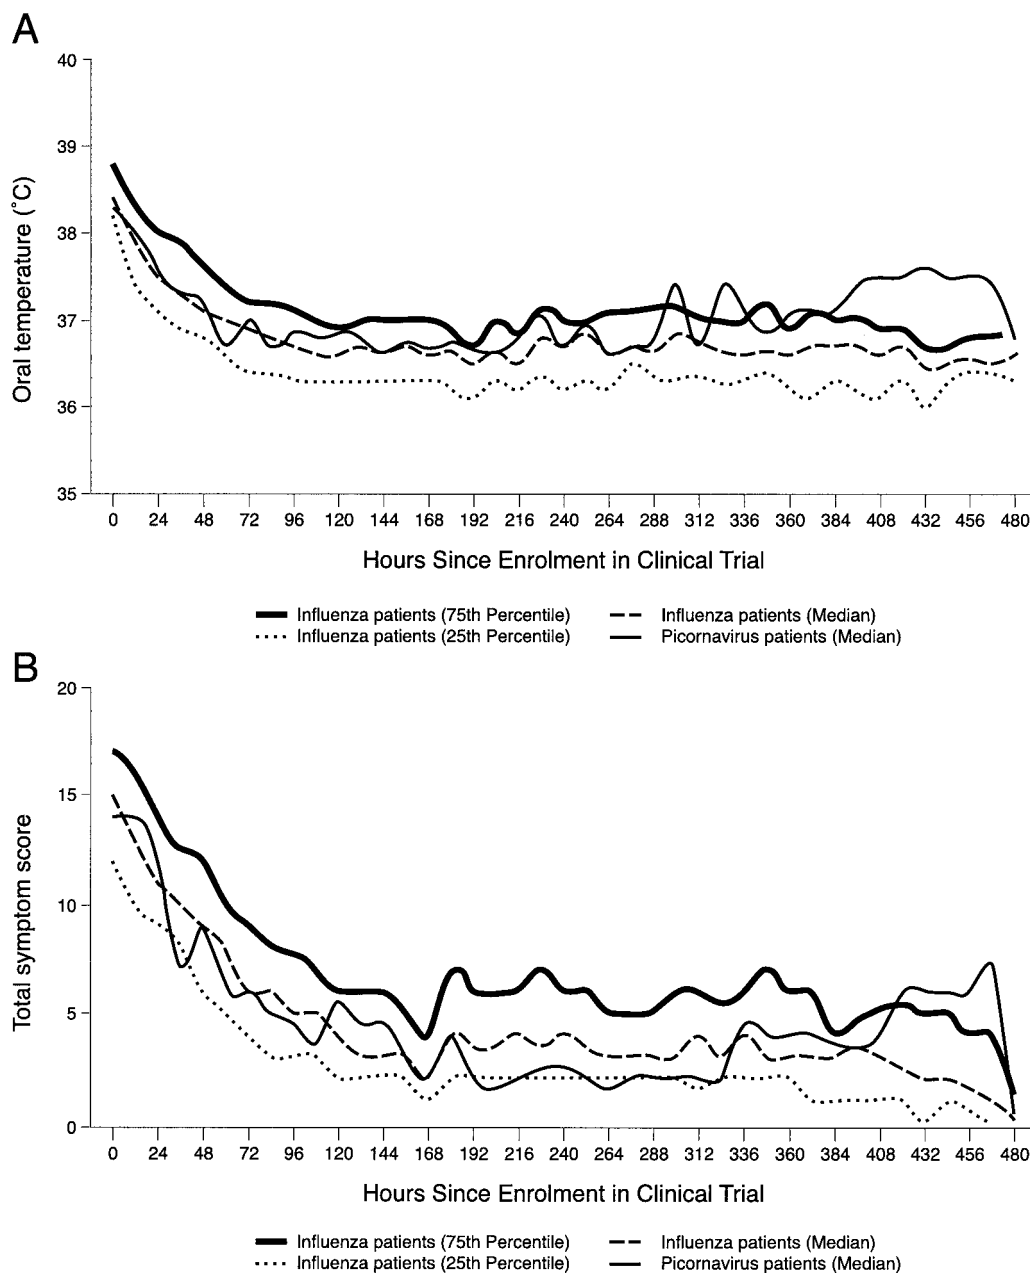 A
40
39
38
37
36
35
Oral temperature (°C)
0 24 48 72 96 120 144 168 192 216 240 264 288 312 336 360 384 408 432 456 480
Hours Since Enrolment in Clinical Trial
Influenza patients (75th Percentile) Influenza patients (Median)
Influenza patients (25th Percentile) Picornavirus patients (Median)
B
20
15
10
5
0
Total symptom score
0 24 48 72 96 120 144 168 192 216 240 264 288 312 336 360 384 408 432 456 480
Hours Since Enrolment in Clinical Trial
Influenza patients (75th Percentile) Influenza patients (Median)
Influenza patients (25th Percentile) Picornavirus patients (Median)